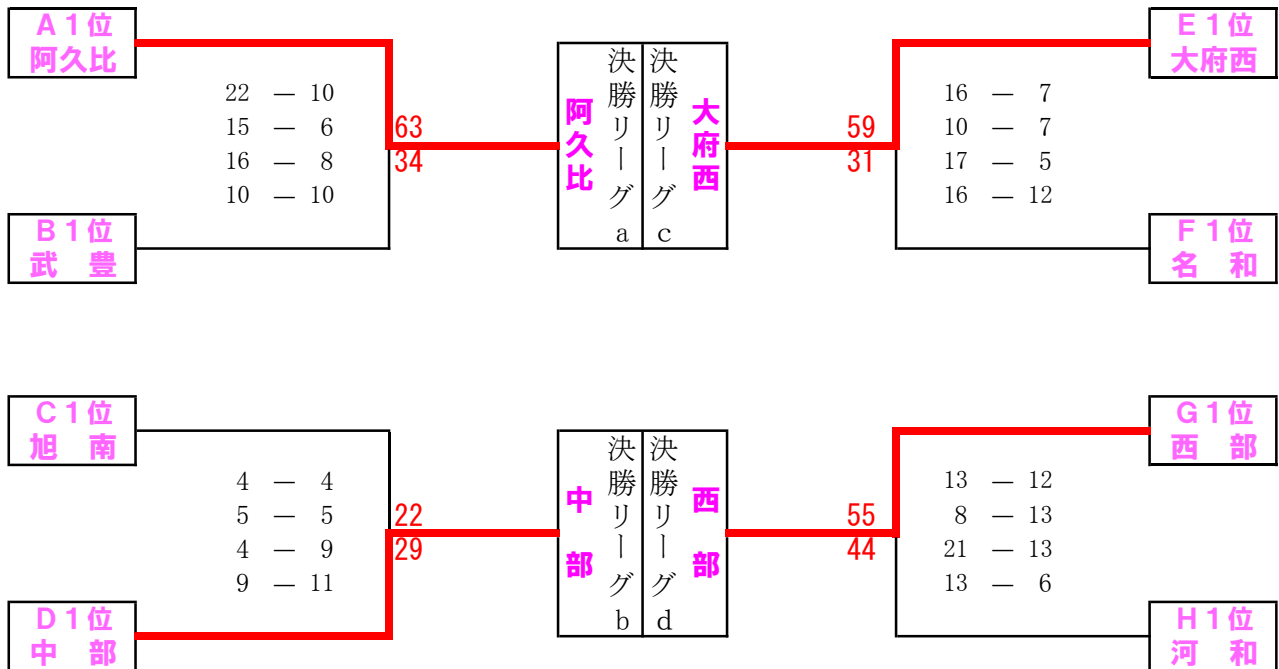 A1位
阿久比
22 — 10
15 — 6
16 — 8
10 — 10
63
34
B1位
武 豊
阿久比
決勝リーグ a
決勝リーグ c
大府西
E1位
大府西
16 — 7
10 — 7
17 — 5
16 — 12
59
31
F1位
名 和
C1位
旭 南
4 — 4
5 — 5
4 — 9
9 — 11
22
29
D1位
中 部
中 部
決勝リーグ b
決勝リーグ d
西 部
G1位
西 部
13 — 12
8 — 13
21 — 13
13 — 6
55
44
H1位
河 和